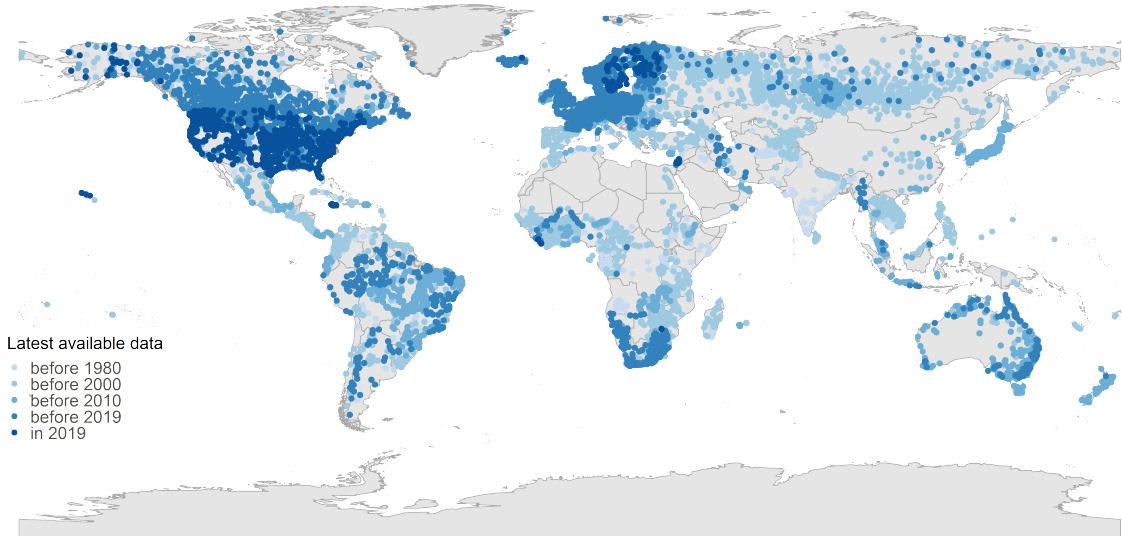 Latest available data
before 1980
before 2000
before 2010
before 2019
in 2019